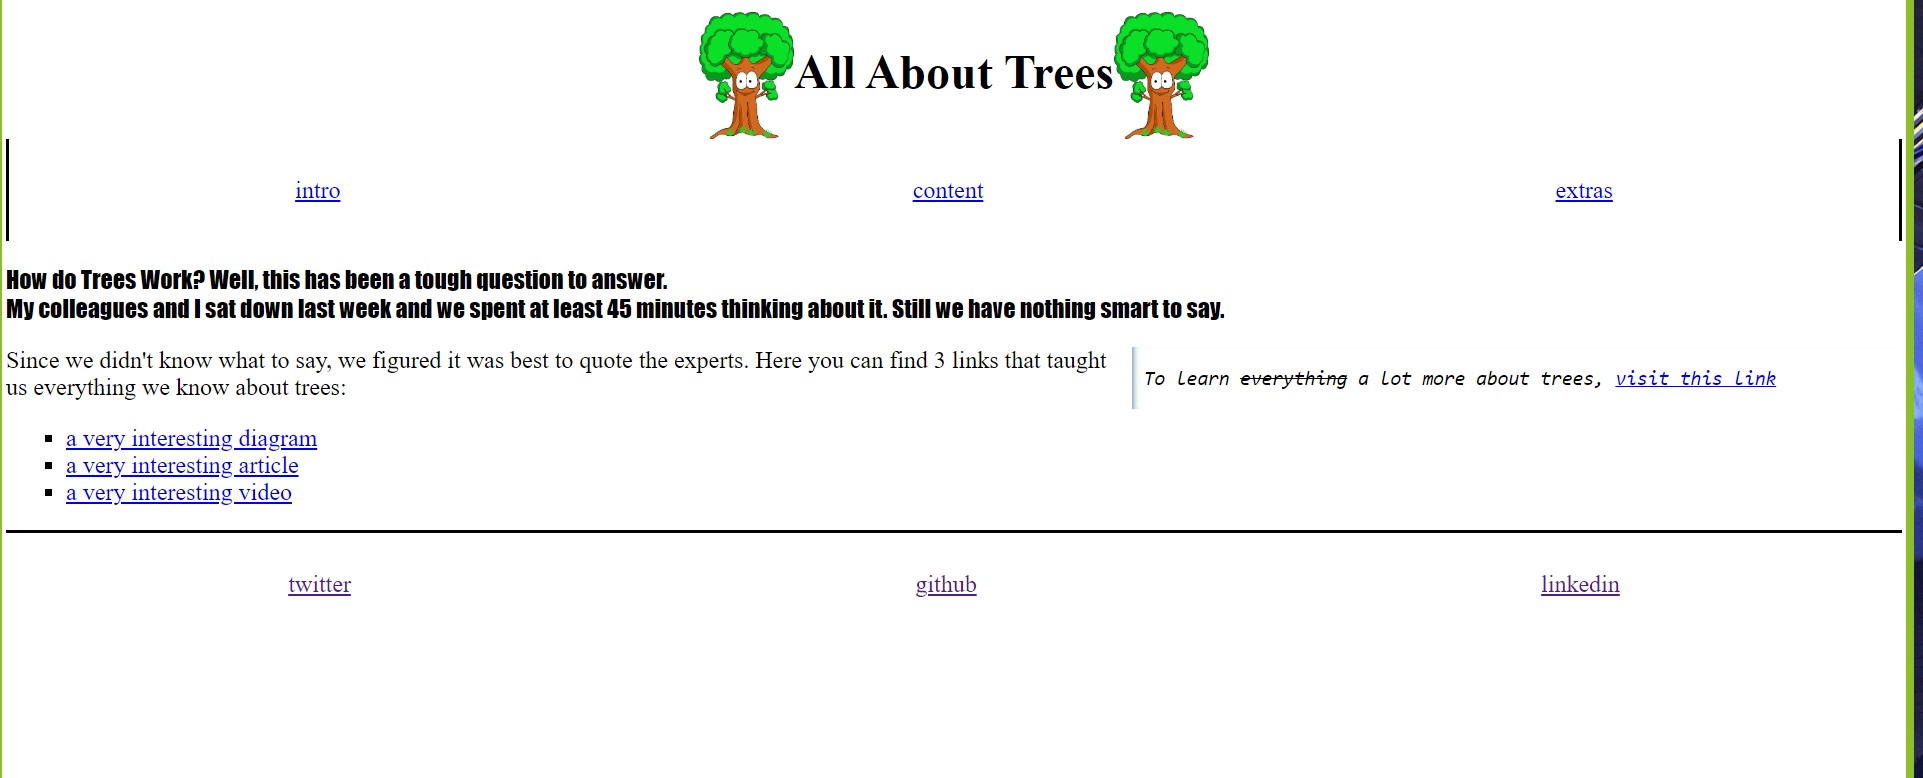 All About Trees
intro content extras
How do Trees Work? Well, this has been a tough question to answer.
My colleagues and I sat down last week and we spent at least 45 minutes thinking about it. Still we have nothing smart to say.
Since we didn't know what to say, we figured it was best to quote the experts. Here you can find 3 links that taught
us everything we know about trees:
To learn everything a lot more about trees, visit this link
a very interesting diagram
a very interesting article
a very interesting video
twitter github linkedin